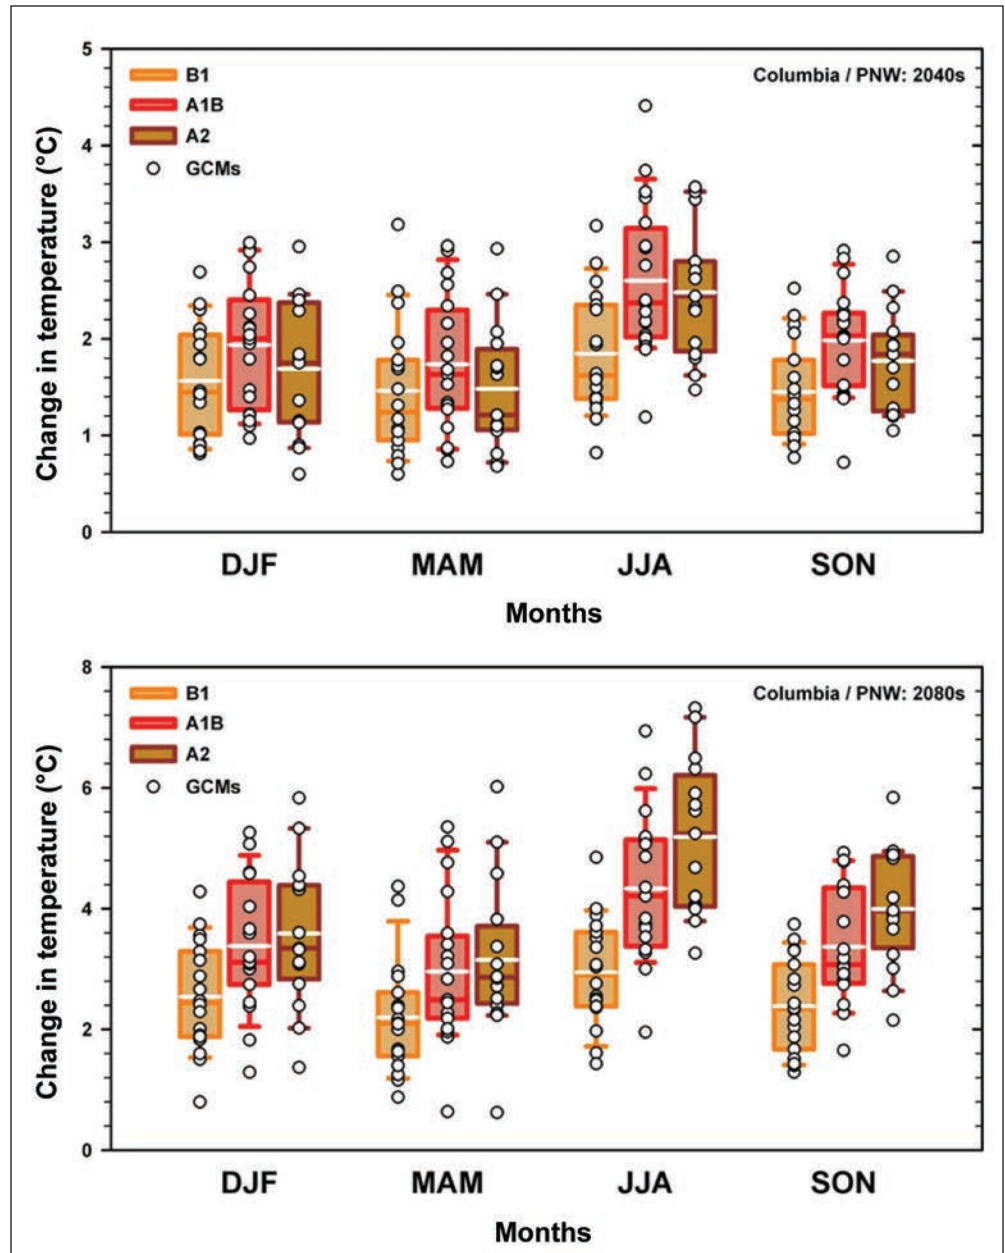 Change in temperature (°C)
5
4
3
2
1
0
B1
A1B
A2
GCMs
Columbia / PNW: 2040s
DJF MAM JJA SON
Months
Change in temperature (°C)
8
6
4
2
0
B1
A1B
A2
GCMs
Columbia / PNW: 2080s
DJF MAM JJA SON
Months